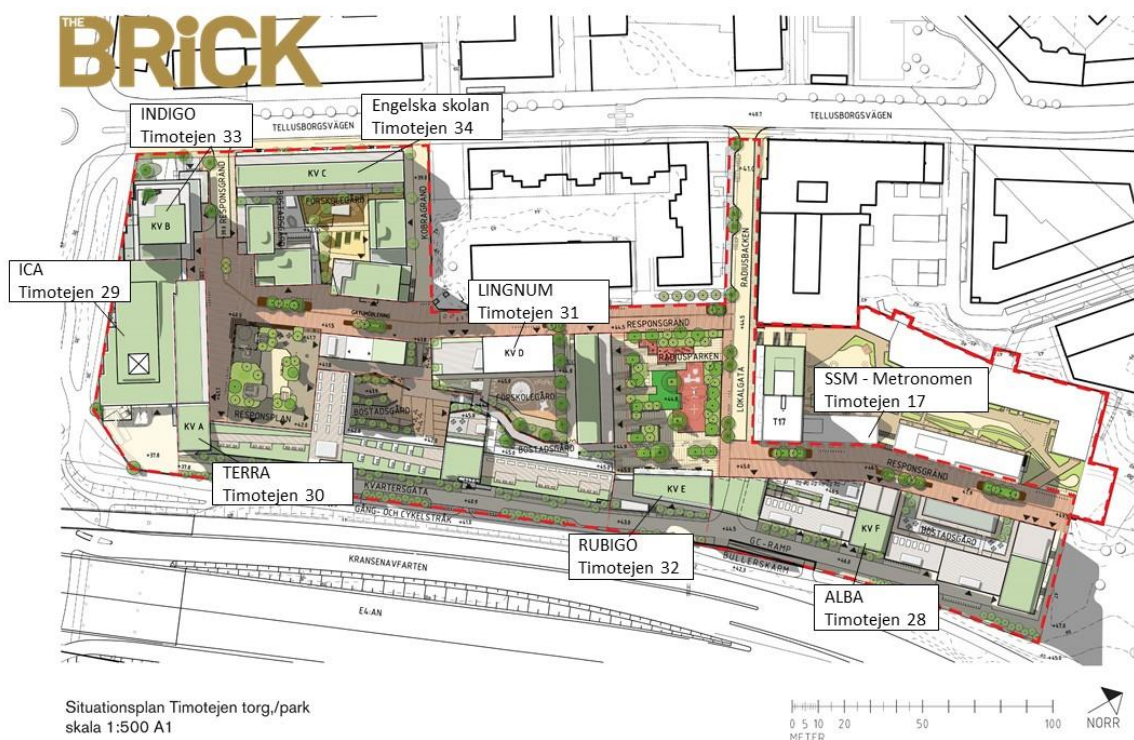 THE
BRiCK
INDIGO
Timotejen 33
Engelska skolan
Timotejen 34
TELLUSBORGSVÄGEN
TELLUSBORGSVÄGEN
KV C
RESPONSGRÄND
BOSTADSGÅRD
FÖRSKOLEGÅRD
KOBRAGRÄND
KV B
RADIUSBACKEN
ICA
Timotejen 29
LINGNUM
Timotejen 31
GATUMÖBLERING
RESPONSGRÄND
KV D
RADIUSPARKEN
LOKALGATA
SSM - Metronomen
Timotejen 17
FÖRSKOLEGÅRD
RESPONSPLAN
BOSTADSGÅRD
T17
KV A
BOSTADSGÅRD
RESPONSGRÄND
TERRA
Timotejen 30
KVARTERSGATA
KV E
GÅNG- OCH CYKELSTRÅK
KV F
BOSTADSGÅRD
RUBIGO
Timotejen 32
GC-RAMP
BULLERSKÄRM
KRANSENAVFARTEN
E4:AN
ALBA
Timotejen 28
Situationsplan Timotejen torg,/park
skala 1:500 A1
0 5 10 20 50 100
METER
NORR